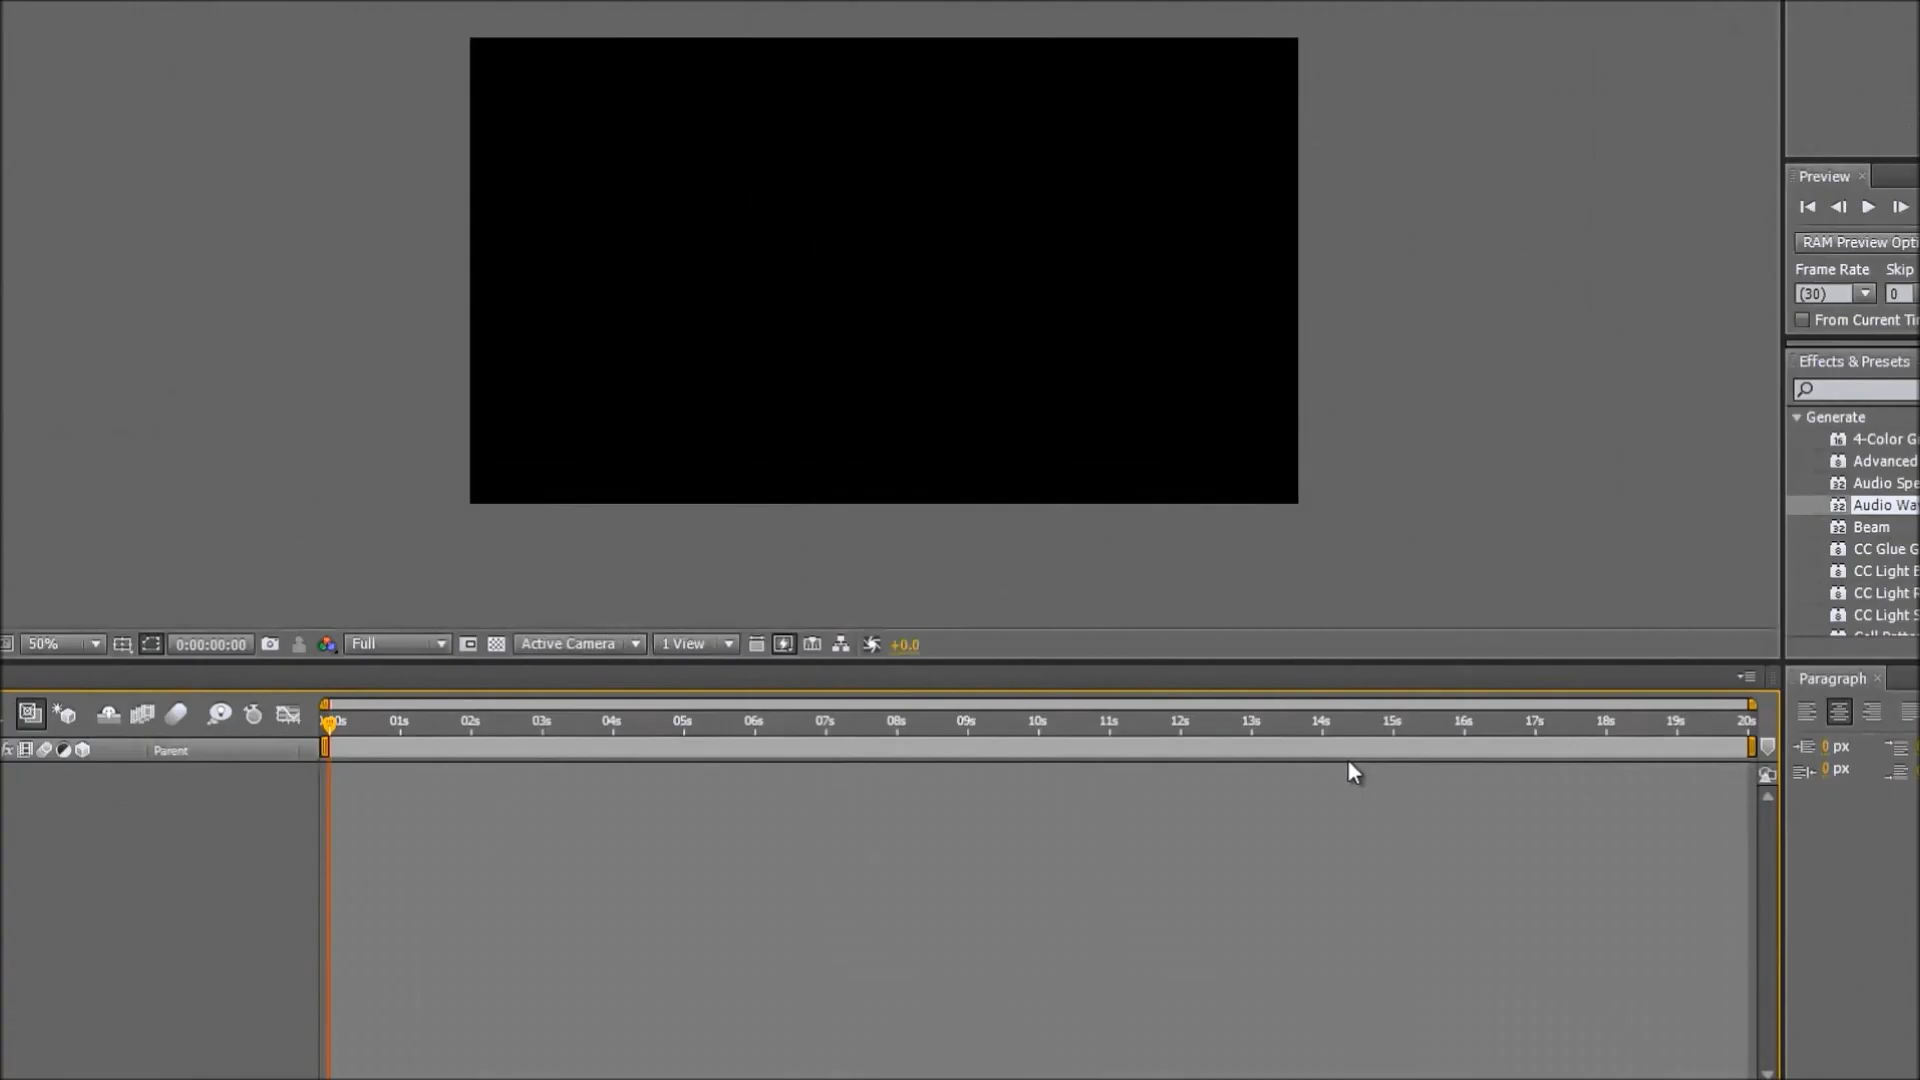 Preview
RAM Preview Opti
Frame Rate Skip
(30) 0
From Current Ti
Effects & Presets
Generate
4-Color G
Advanced
Audio Spe
Audio Wa
Beam
CC Glue G
CC Light
CC Light
CC Light S
50% 0:00:00:00 Full Active Camera 1 View +0.0
01s 02s 03s 04s 05s 06s 07s 08s 09s 10s 11s 12s 13s 14s 15s 16s 17s 18s 19s 20s
fx Parent
Paragraph
0 px
0 px